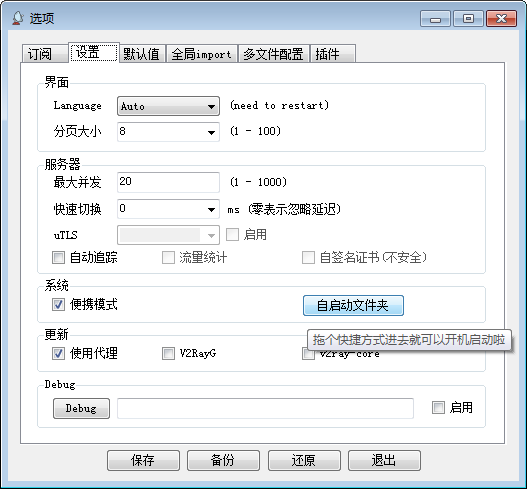 选项
订阅 设置 默认值 全局import 多文件配置 插件
界面
Language Auto (need to restart)
分页大小 8 (1 - 100)
服务器
最大并发 20 (1 - 1000)
快速切换 0 ms (零表示忽略延迟)
uTLS 启用
自动追踪 流量统计 自签名证书(不安全)
系统
便携模式 自启动文件夹
拖个快捷方式进去就可以开机启动啦
更新
使用代理 V2RayG v2ray-core
Debug
Debug 启用
保存 备份 还原 退出